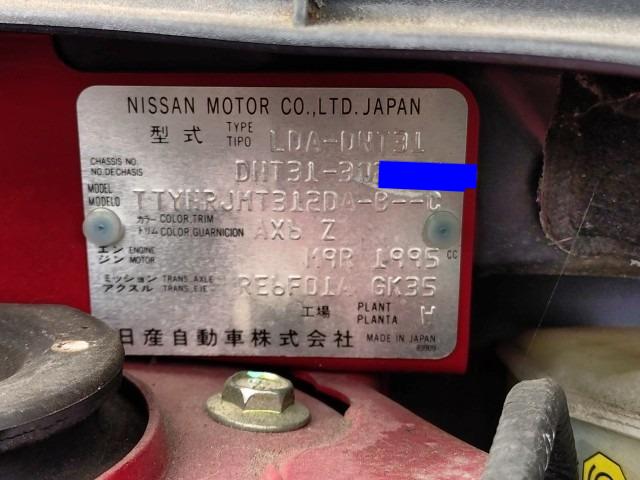 NISSAN MOTOR CO.,LTD. JAPAN
型式 TYPE TIPO LDA-DNT31
CHASSIS NO. NO.DECHASIS DNT31-30
MODEL MODELO TTYNRJMT312DA-B--C
カラー COLOR,TRIM
トリム COLOR,GUARNICION AX6 Z
エンジン ENGINE MOTOR M9R 1995 CC
ミッション TRANS. AXLE
アクスル TRANS. EJE RE6F01A GK35
工場 PLANT PLANTA H
日産自動車株式会社 MADE IN JAPAN